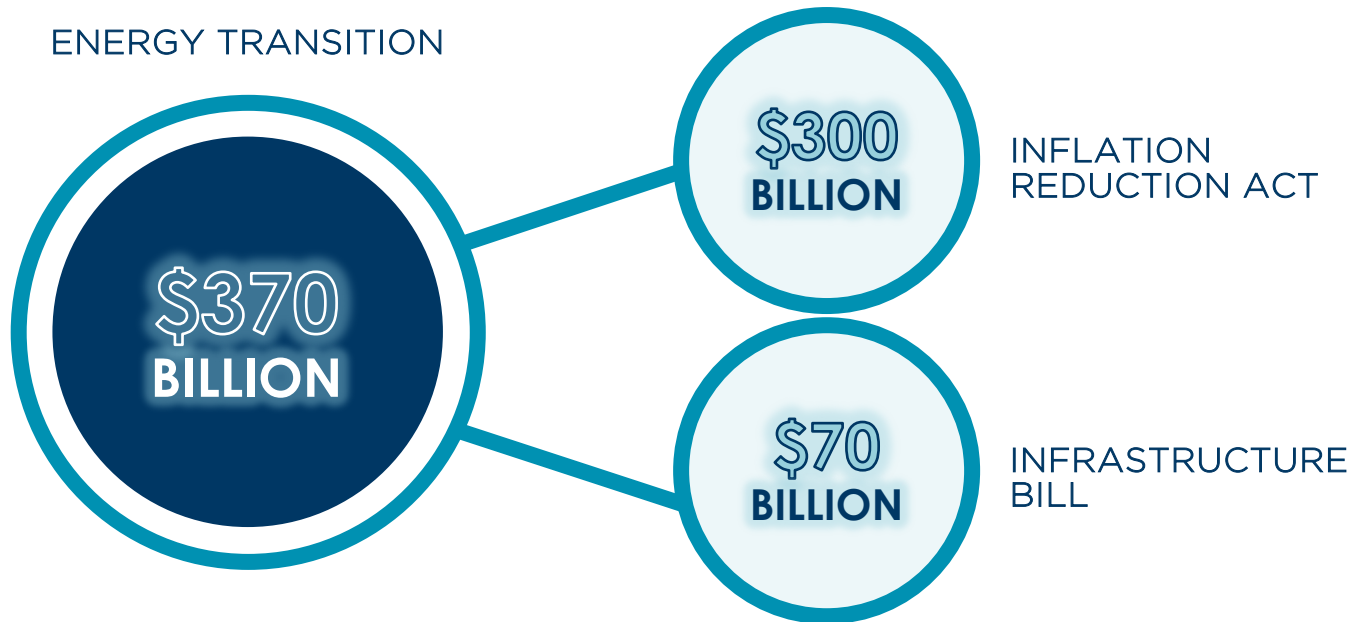 ENERGY TRANSITION
$370
BILLION
$300
BILLION
INFLATION
REDUCTION ACT
$70
BILLION
INFRASTRUCTURE
BILL